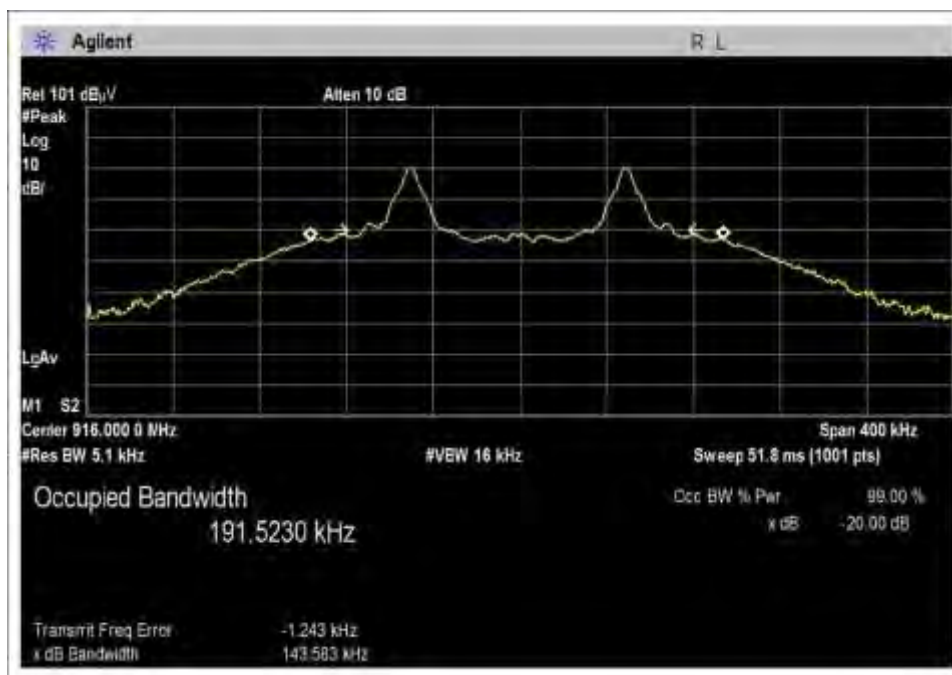 Agilent R L
Ref 101 dBµV Atten 10 dB
#Peak
Log
10
dB/
LgAv
M1 S2
Center 916.000 0 MHz Span 400 kHz
#Res BW 5.1 kHz #VBW 16 kHz Sweep 51.8 ms (1001 pts)
Occupied Bandwidth Occ BW % Pwr 99.00 %
191.5230 kHz x dB -20.00 dB
Transmit Freq Error -1.243 kHz
x dB Bandwidth 143.583 kHz